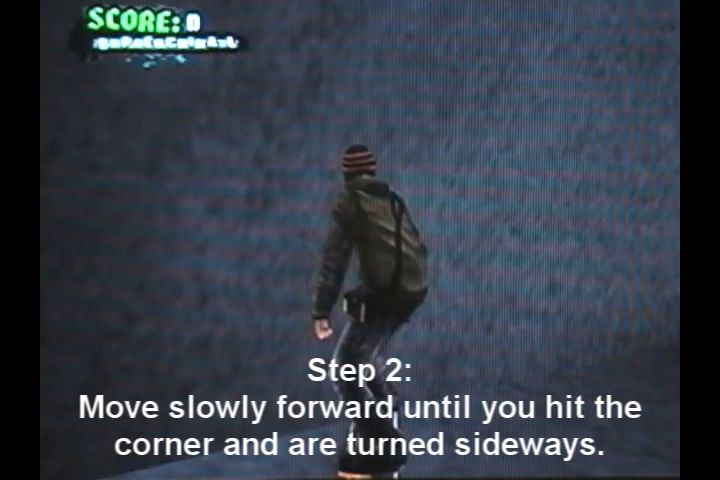 SCORE: 0
Step 2:
Move slowly forward until you hit the
corner and are turned sideways.